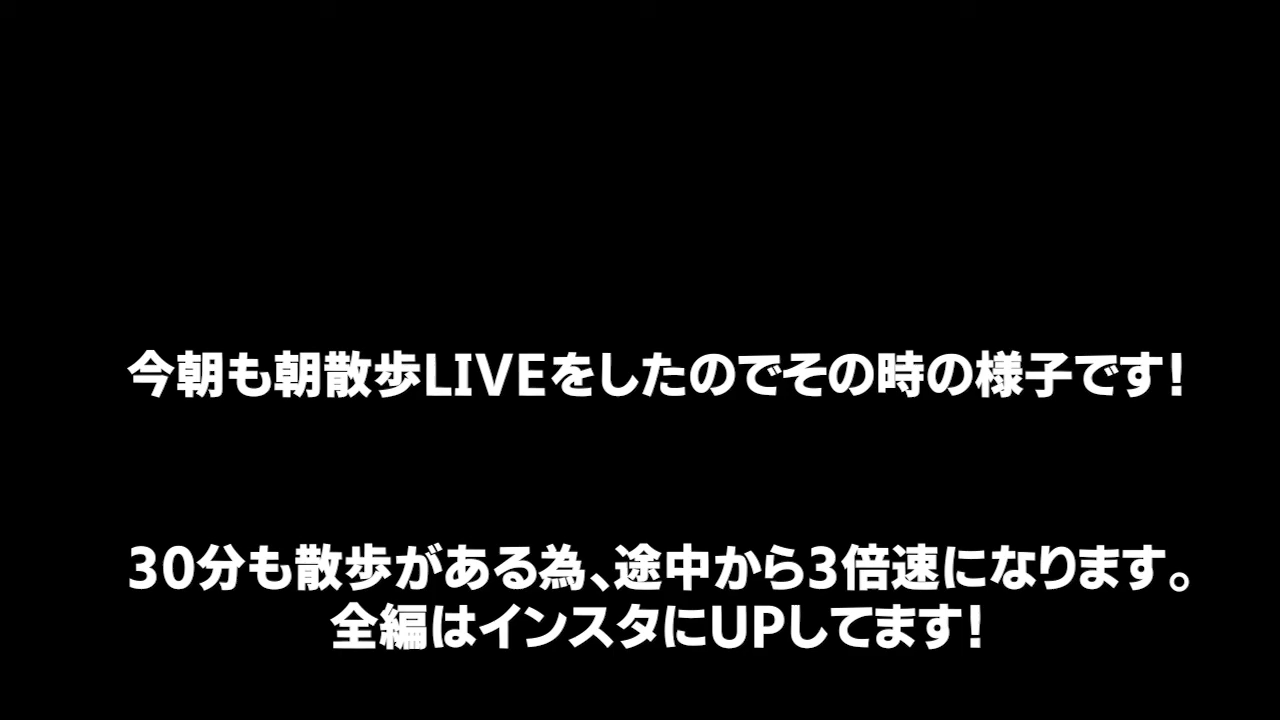 今朝も朝散歩LIVEをしたのでその時の様子です!
30分も散歩がある為、途中から3倍速になります。
全編はインスタにUPしてます!